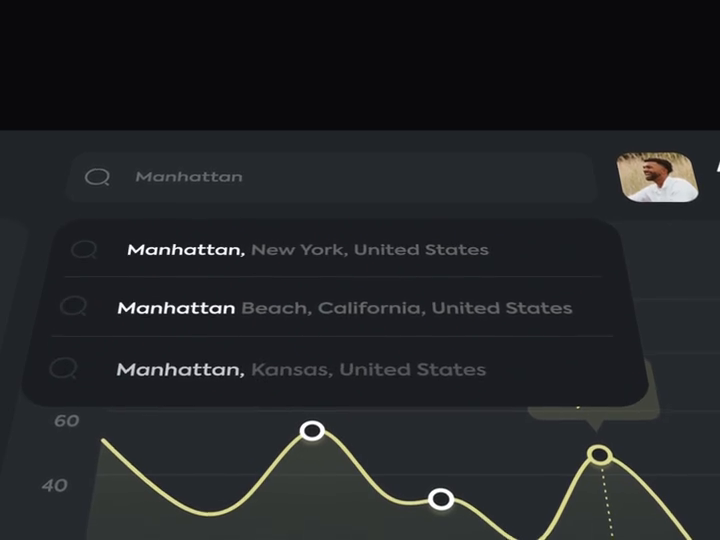 Manhattan
Manhattan, New York, United States
Manhattan Beach, California, United States
Manhattan, Kansas, United States
60
40